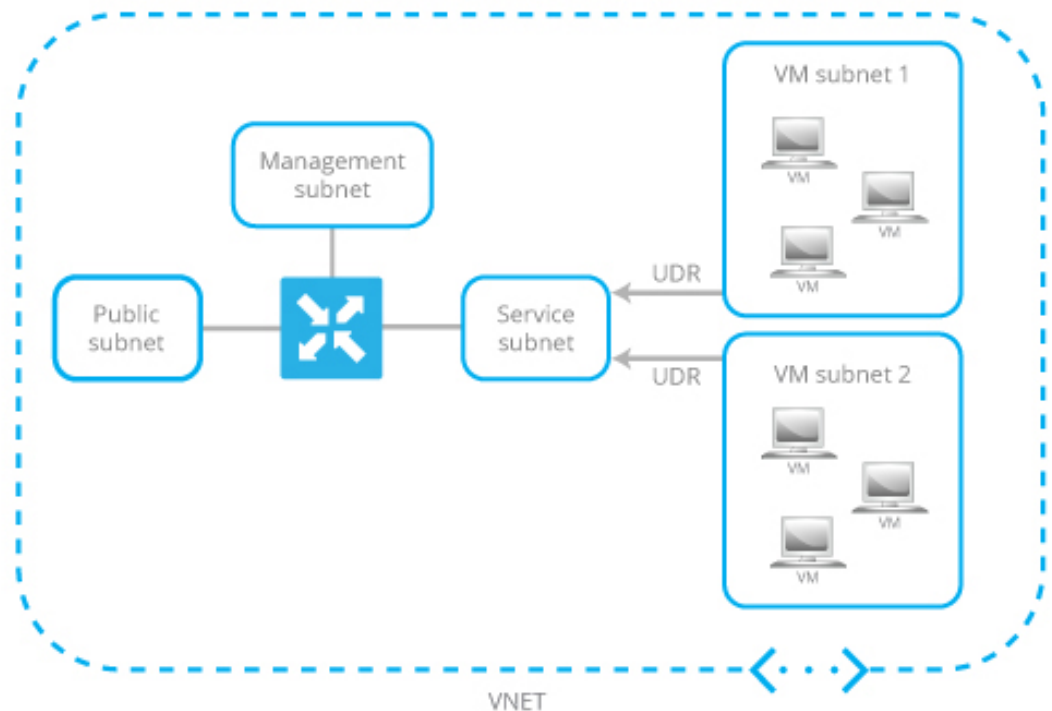 VM subnet 1
VM
VM
VM
Management
subnet
Public
subnet
Service
subnet
UDR
UDR
VM subnet 2
VM
VM
VM
VNET